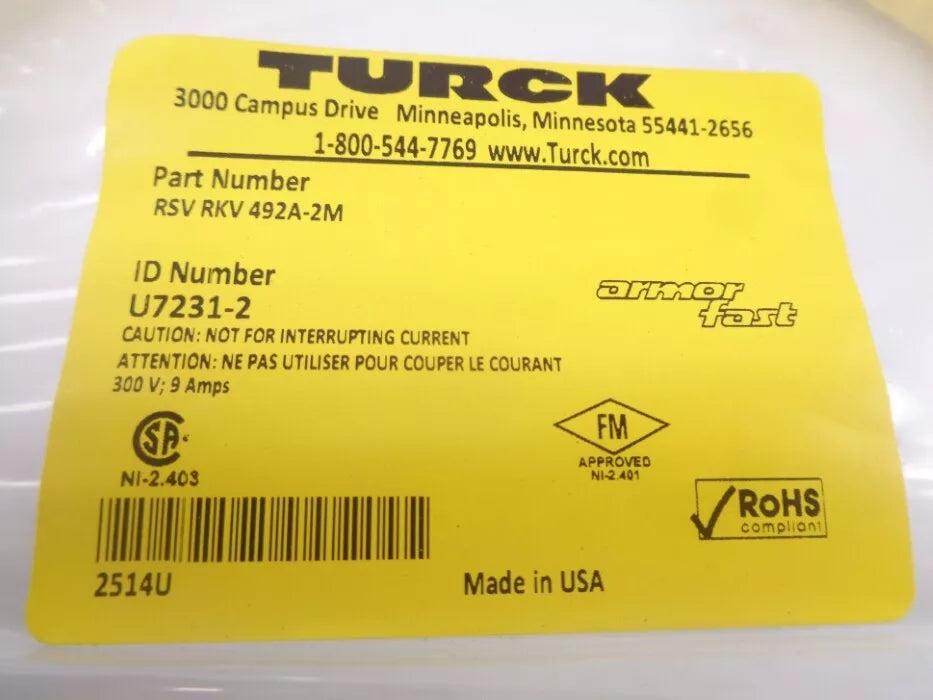 TURCK
3000 Campus Drive Minneapolis, Minnesota 55441-2656
1-800-544-7769 www.Turck.com
Part Number
RSV RKV 492A-2M
ID Number
U7231-2
armor
fast
CAUTION: NOT FOR INTERRUPTING CURRENT
ATTENTION: NE PAS UTILISER POUR COUPER LE COURANT
300 V; 9 Amps
SA
NI-2.403
FM
APPROVED
NI-2.401
RoHS
compliant
2514U
Made in USA